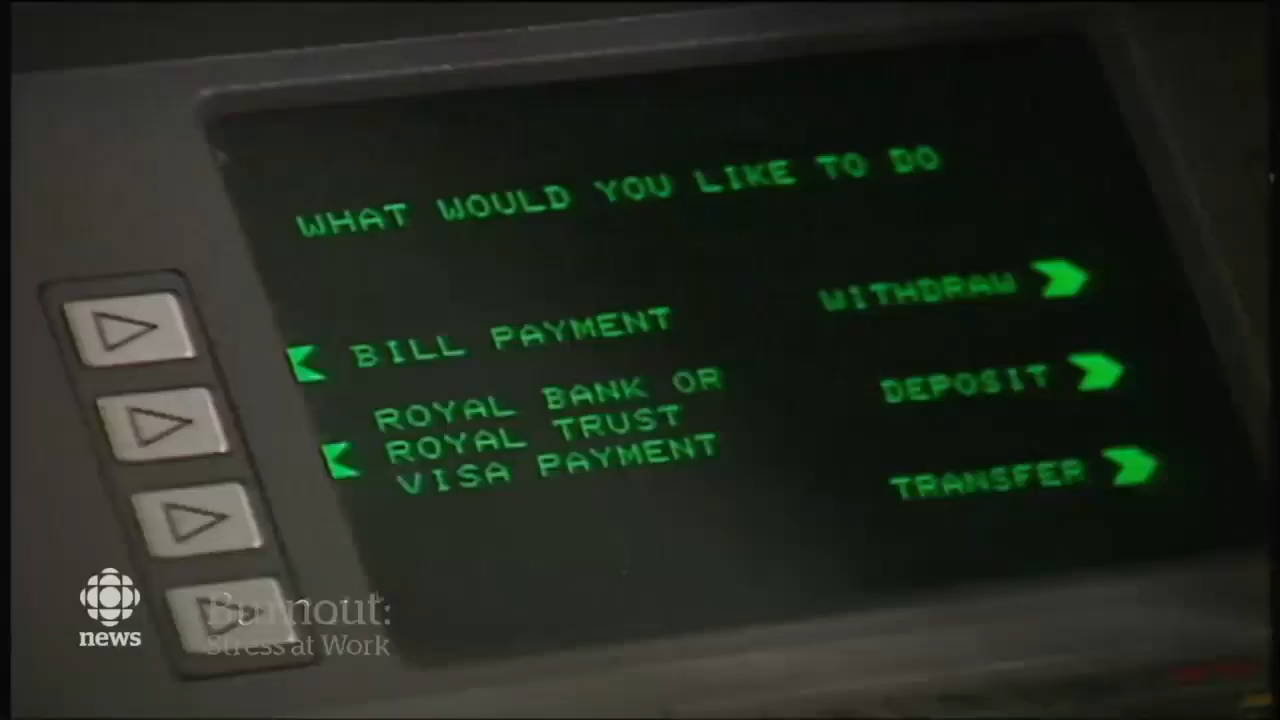 WHAT WOULD YOU LIKE TO DO
WITHDRAW
BILL PAYMENT
DEPOSIT
ROYAL BANK OR
ROYAL TRUST
VISA PAYMENT
TRANSFER
news
Burnout:
Stress at Work